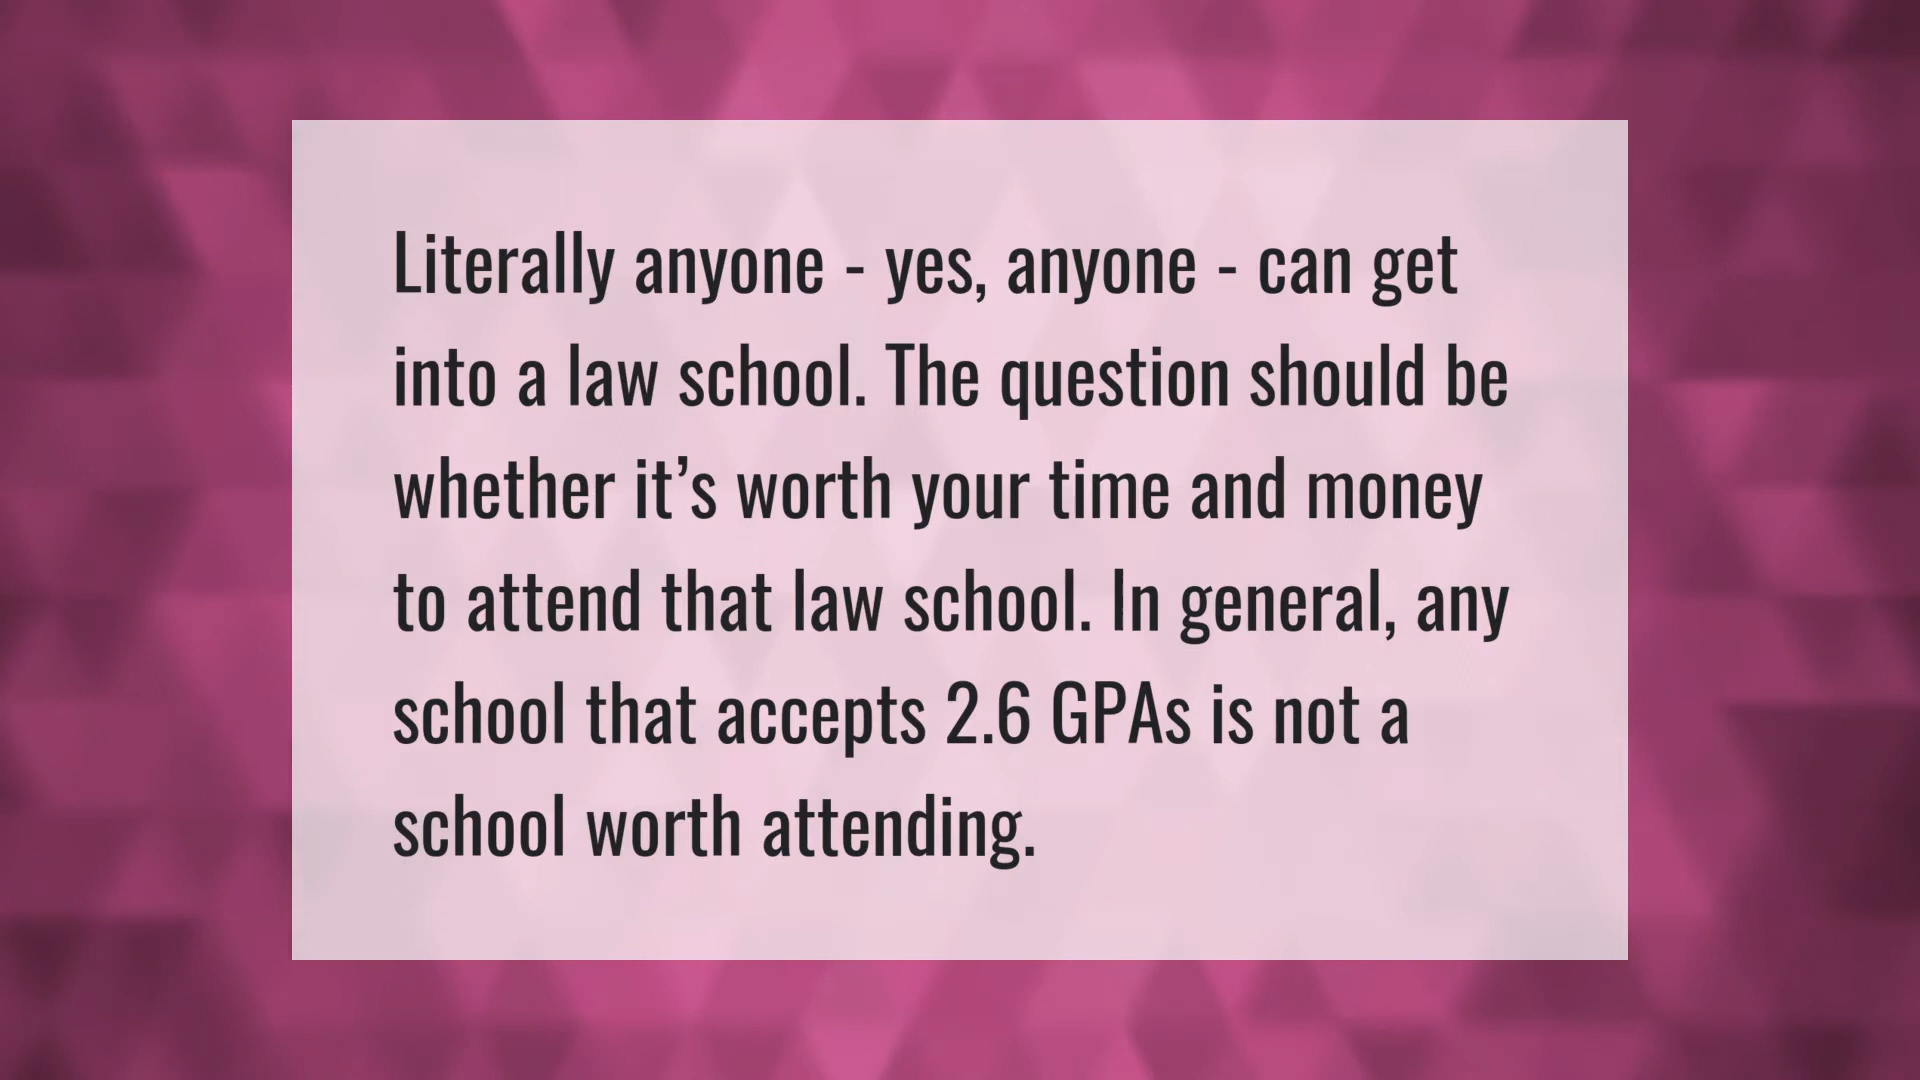 Literally anyone - yes, anyone - can get
into a law school. The question should be
whether it’s worth your time and money
to attend that law school. In general, any
school that accepts 2.6 GPAs is not a
school worth attending.